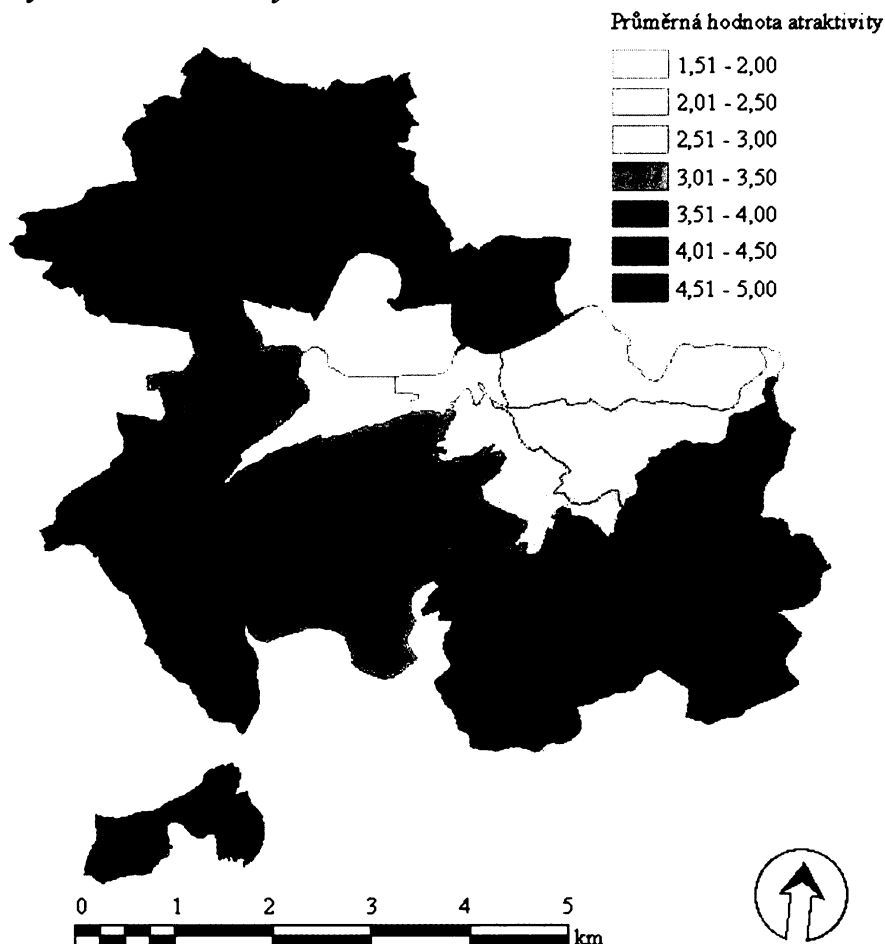 Průměrná hodnota atraktivity
1,51 - 2,00
2,01 - 2,50
2,51 - 3,00
3,01 - 3,50
3,51 - 4,00
4,01 - 4,50
4,51 - 5,00
0 1 2 3 4 5
km